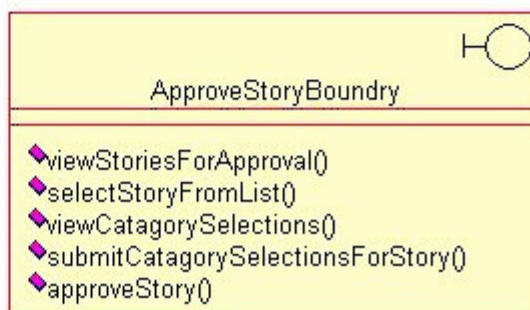 ApproveStoryBoundry
viewStoriesForApproval()
selectStoryFromList()
viewCatagorySelections()
submitCatagorySelectionsForStory()
approveStory()